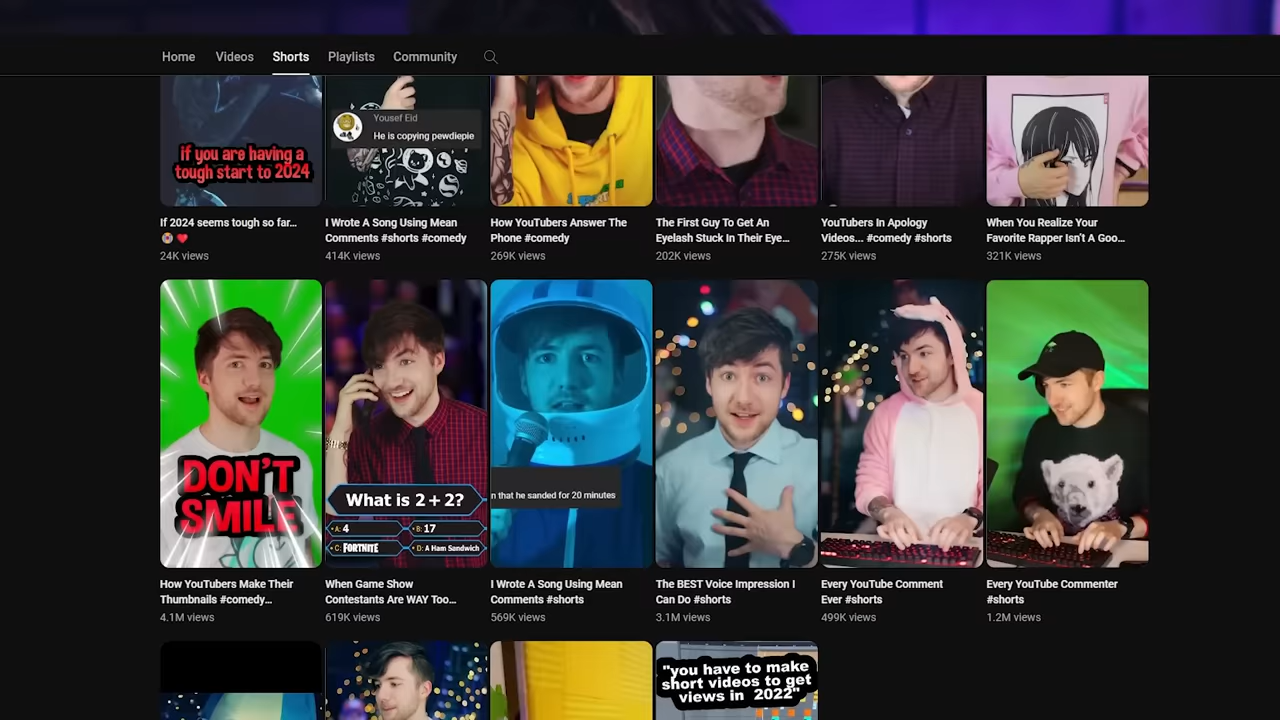 Home Videos Shorts Playlists Community
if you are having a
tough start to 2024
Yousef Eid
He is copying pewdiepie
If 2024 seems tough so far...
24K views
I Wrote A Song Using Mean
Comments #shorts #comedy
414K views
How YouTubers Answer The
Phone #comedy
269K views
The First Guy To Get An
Eyelash Stuck In Their Eye...
202K views
YouTubers In Apology
Videos... #comedy #shorts
275K views
When You Realize Your
Favorite Rapper Isn't A Goo...
321K views
DON'T
SMILE
What is 2+2?
A: 4 B: 17
C: FORTNITE D: A Ham Sandwich
n that he sanded for 20 minutes
How YouTubers Make Their
Thumbnails #comedy...
4.1M views
When Game Show
Contestants Are WAY Too...
619K views
I Wrote A Song Using Mean
Comments #shorts
569K views
The BEST Voice Impression I
Can Do #shorts
3.1M views
Every YouTube Comment
Ever #shorts
499K views
Every YouTube Commenter
#shorts
1.2M views
"you have to make
short videos to get
views in 2022"